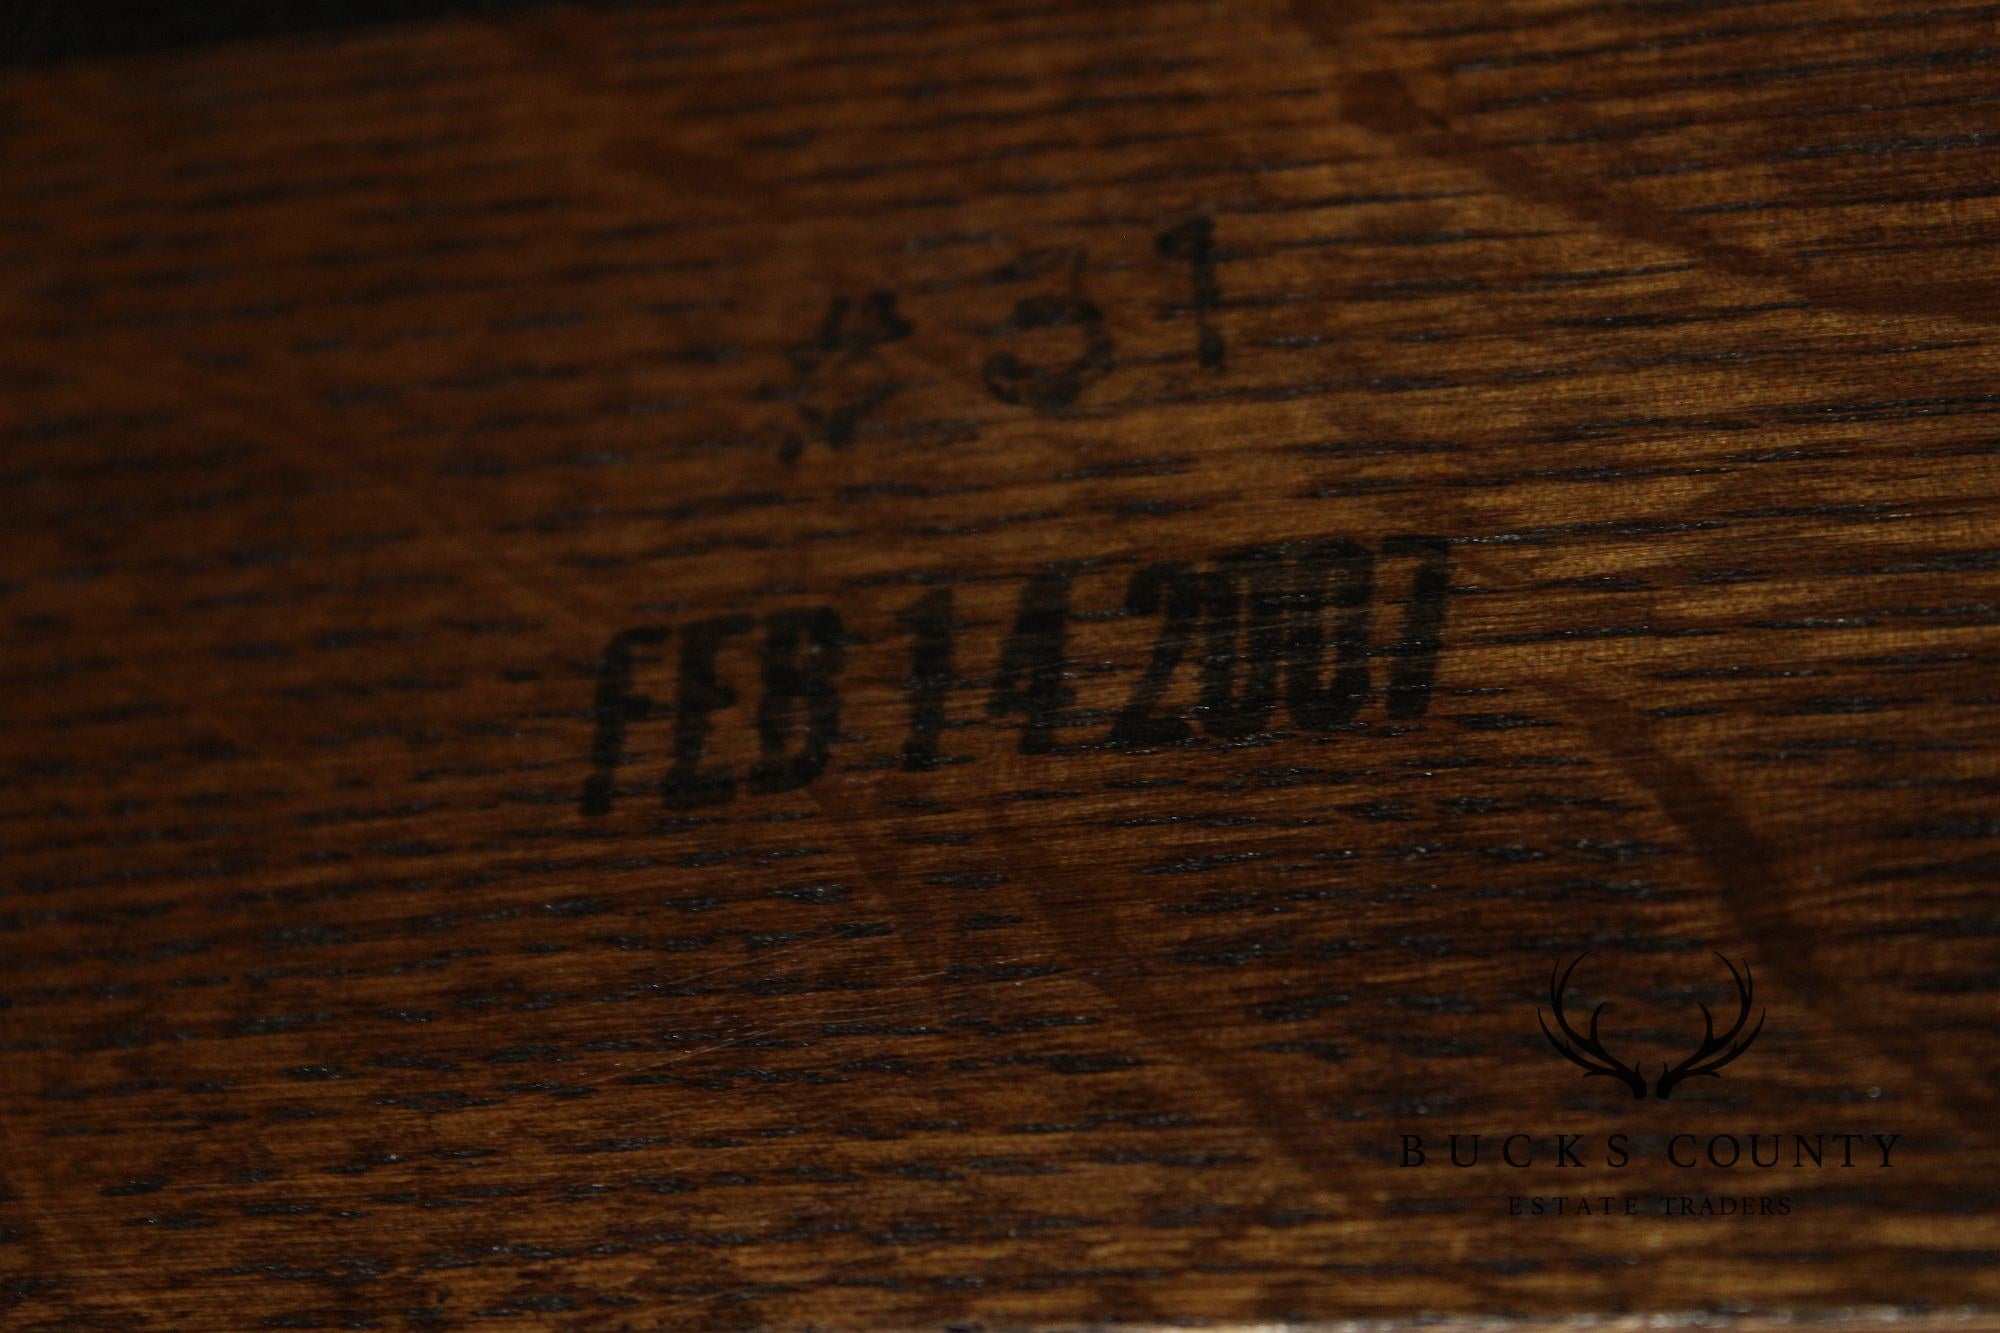 # 31
FEB 14 2007
BUCKS COUNTY
ESTATE TRADERS